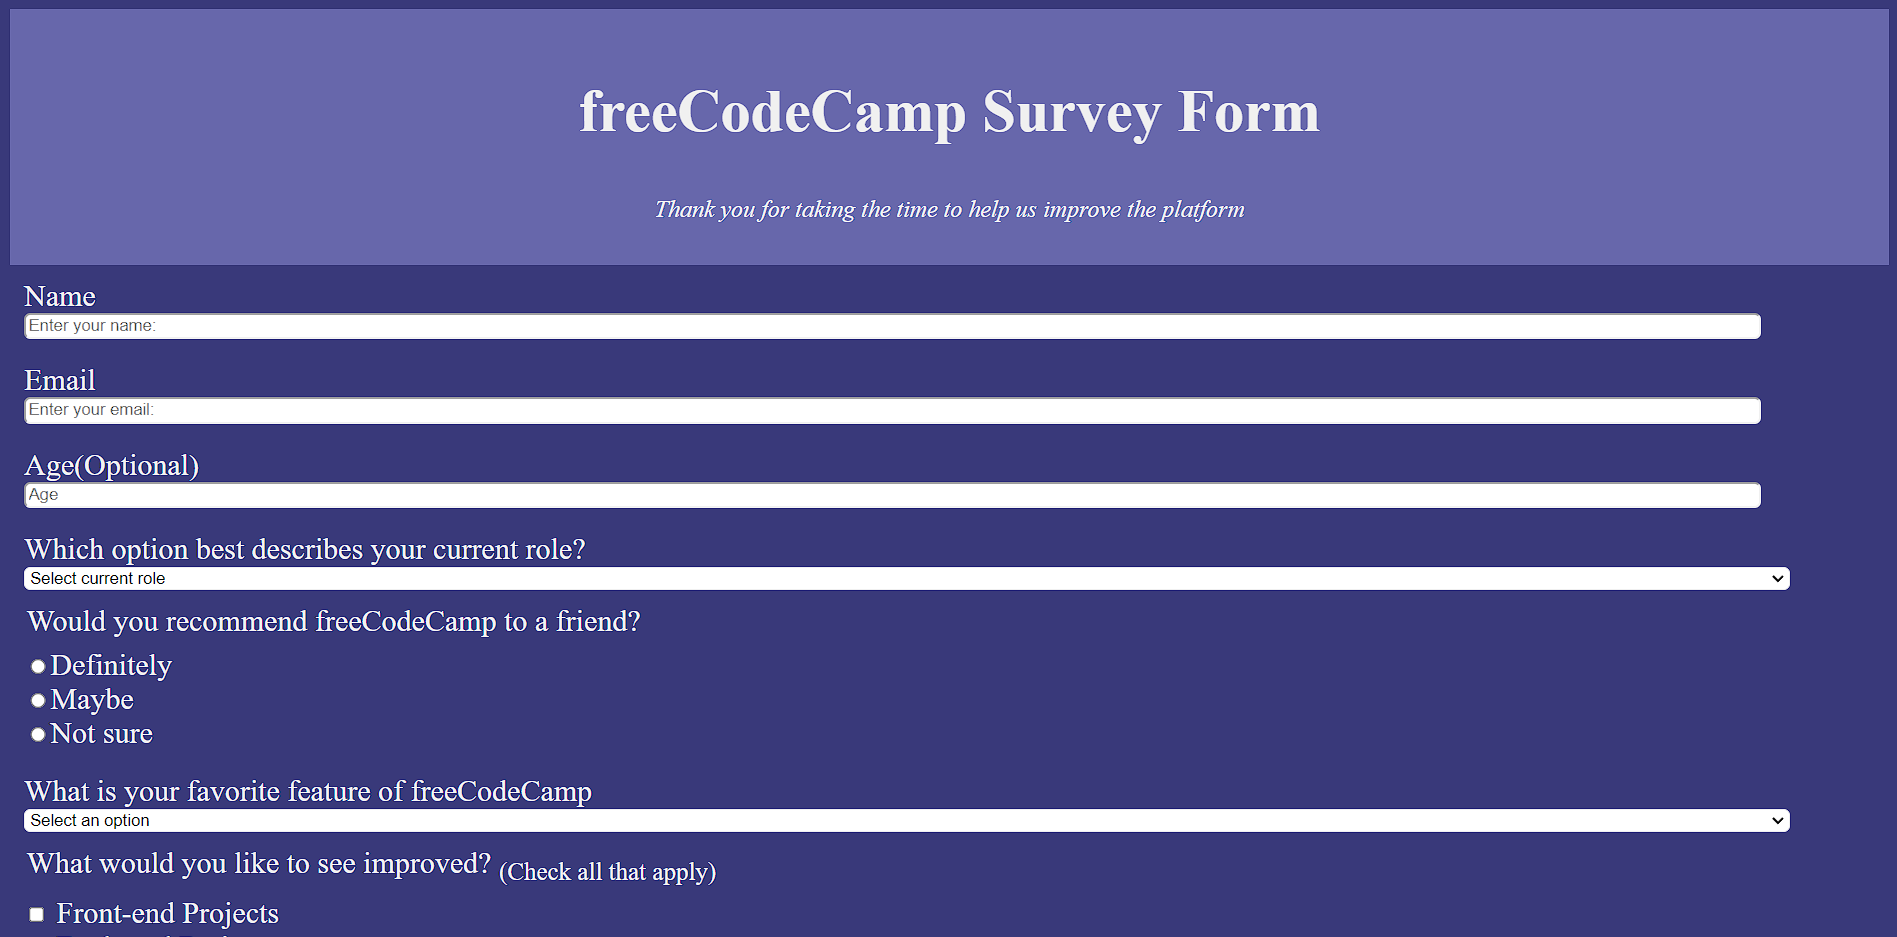 freeCodeCamp Survey Form
Thank you for taking the time to help us improve the platform
Name
Enter your name:
Email
Enter your email:
Age(Optional)
Age
Which option best describes your current role?
Select current role
Would you recommend freeCodeCamp to a friend?
Definitely
Maybe
Not sure
What is your favorite feature of freeCodeCamp
Select an option
What would you like to see improved? (Check all that apply)
Front-end Projects